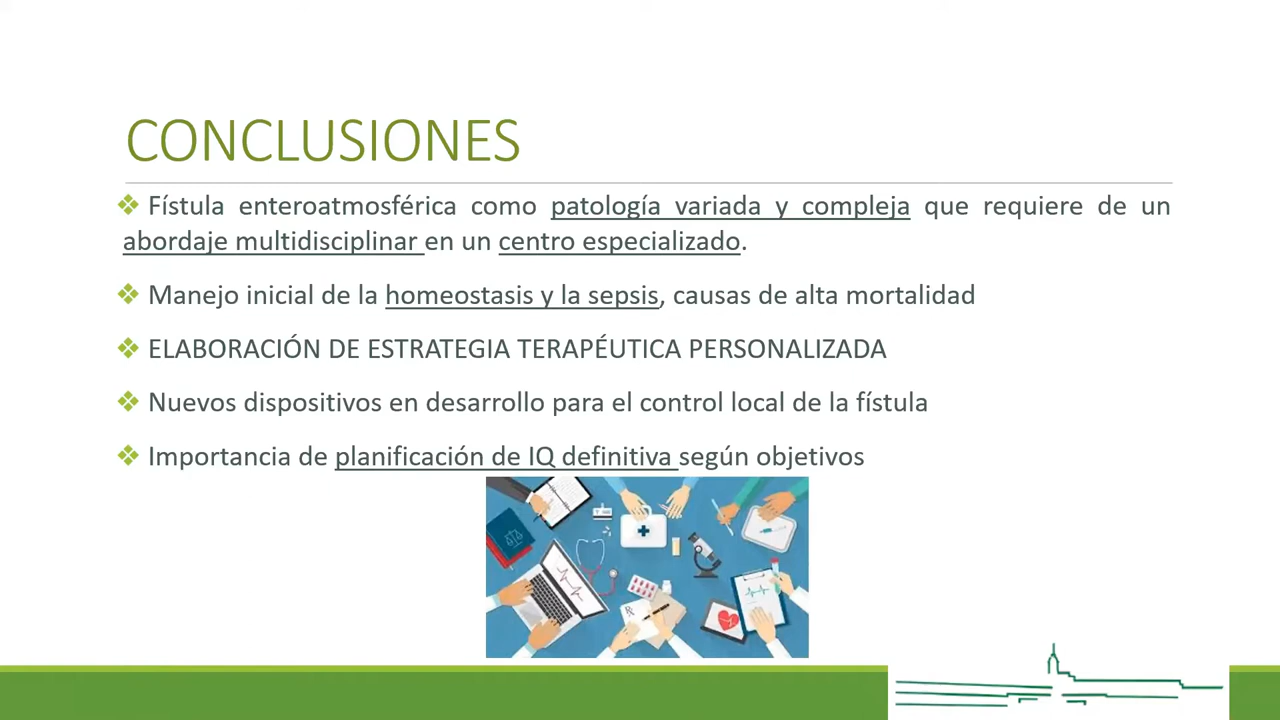 CONCLUSIONES
❖ Fístula enteroatmosférica como patología variada y compleja que requiere de un
abordaje multidisciplinar en un centro especializado.
❖ Manejo inicial de la homeostasis y la sepsis, causas de alta mortalidad
❖ ELABORACIÓN DE ESTRATEGIA TERAPÉUTICA PERSONALIZADA
❖ Nuevos dispositivos en desarrollo para el control local de la fístula
❖ Importancia de planificación de IQ definitiva según objetivos